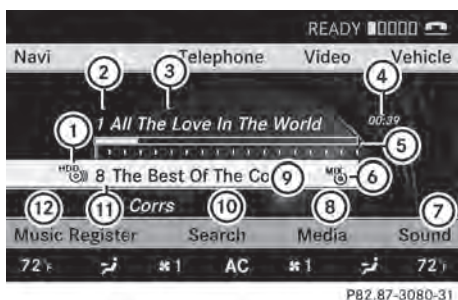 READY
Navi Telephone Video Vehicle
2 3 4
1 All The Love In The World 00:39
1 5
HDD 8 The Best Of The Co 9 MIX 6
12 11 Corrs 10 8 7
Music Register Search Media Sound
72°F 1 AC 1 72°F
P82.87-3080-31